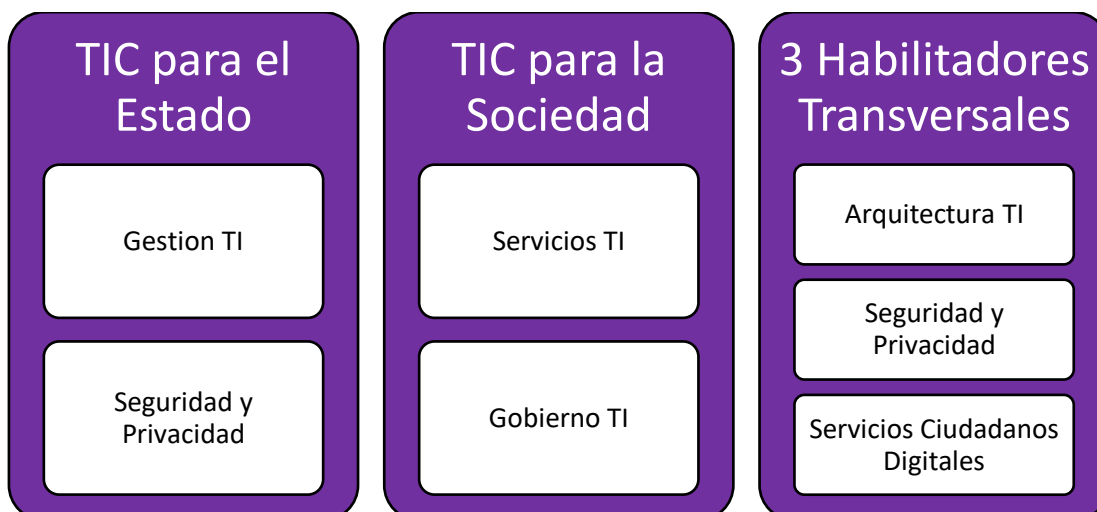 TIC para el
Estado
Gestion TI
Seguridad y
Privacidad
TIC para la
Sociedad
Servicios TI
Gobierno TI
3 Habilitadores
Transversales
Arquitectura TI
Seguridad y
Privacidad
Servicios Ciudadanos
Digitales